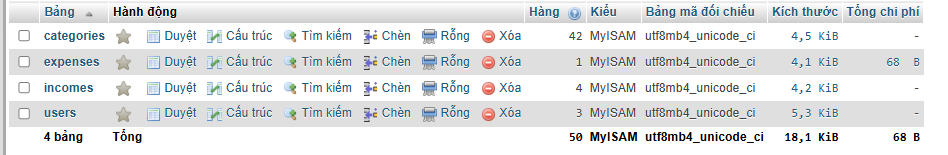 Bảng Hành động Hàng Kiểu Bảng mã đối chiếu Kích thước Tổng chi phí
categories Duyệt Cấu trúc Tìm kiếm Chèn Rỗng Xóa 42 MyISAM utf8mb4_unicode_ci 4,5 KiB -
expenses Duyệt Cấu trúc Tìm kiếm Chèn Rỗng Xóa 1 MyISAM utf8mb4_unicode_ci 4,1 KiB 68 B
incomes Duyệt Cấu trúc Tìm kiếm Chèn Rỗng Xóa 4 MyISAM utf8mb4_unicode_ci 4,2 KiB -
users Duyệt Cấu trúc Tìm kiếm Chèn Rỗng Xóa 3 MyISAM utf8mb4_unicode_ci 5,3 KiB -
4 bảng Tổng 50 MyISAM utf8mb4_unicode_ci 18,1 KiB 68 B